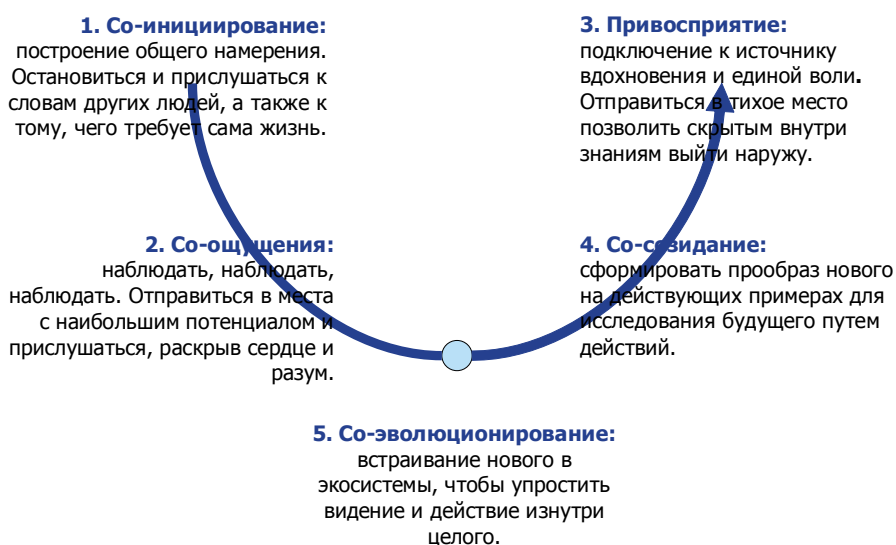 1. Со-инициирование:
построение общего намерения.
Остановиться и прислушаться к
словам других людей, а также к
тому, чего требует сама жизнь.
2. Со-ощущения:
наблюдать, наблюдать,
наблюдать. Отправиться в места
с наибольшим потенциалом и
прислушаться, раскрыв сердце и
разум.
3. Привосприятие:
подключение к источнику
вдохновения и единой воли.
Отправиться в тихое место
позволить скрытым внутри
знаниям выйти наружу.
4. Со-созидание:
сформировать прообраз нового
на действующих примерах для
исследования будущего путем
действий.
5. Со-эволюционирование:
встраивание нового в
экосистемы, чтобы упростить
видение и действие изнутри
целого.